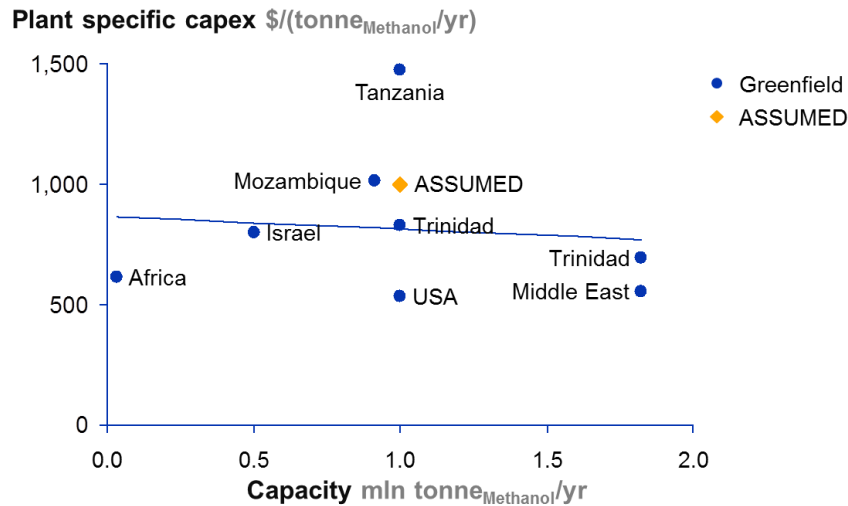 Plant specific capex $/(tonneMethanol/yr)
1,500
Tanzania
Greenfield
ASSUMED
1,000
Mozambique
ASSUMED
Trinidad
Israel
Trinidad
Africa
Middle East
500
USA
0
0.0 0.5 1.0 1.5 2.0
Capacity mln tonneMethanol/yr